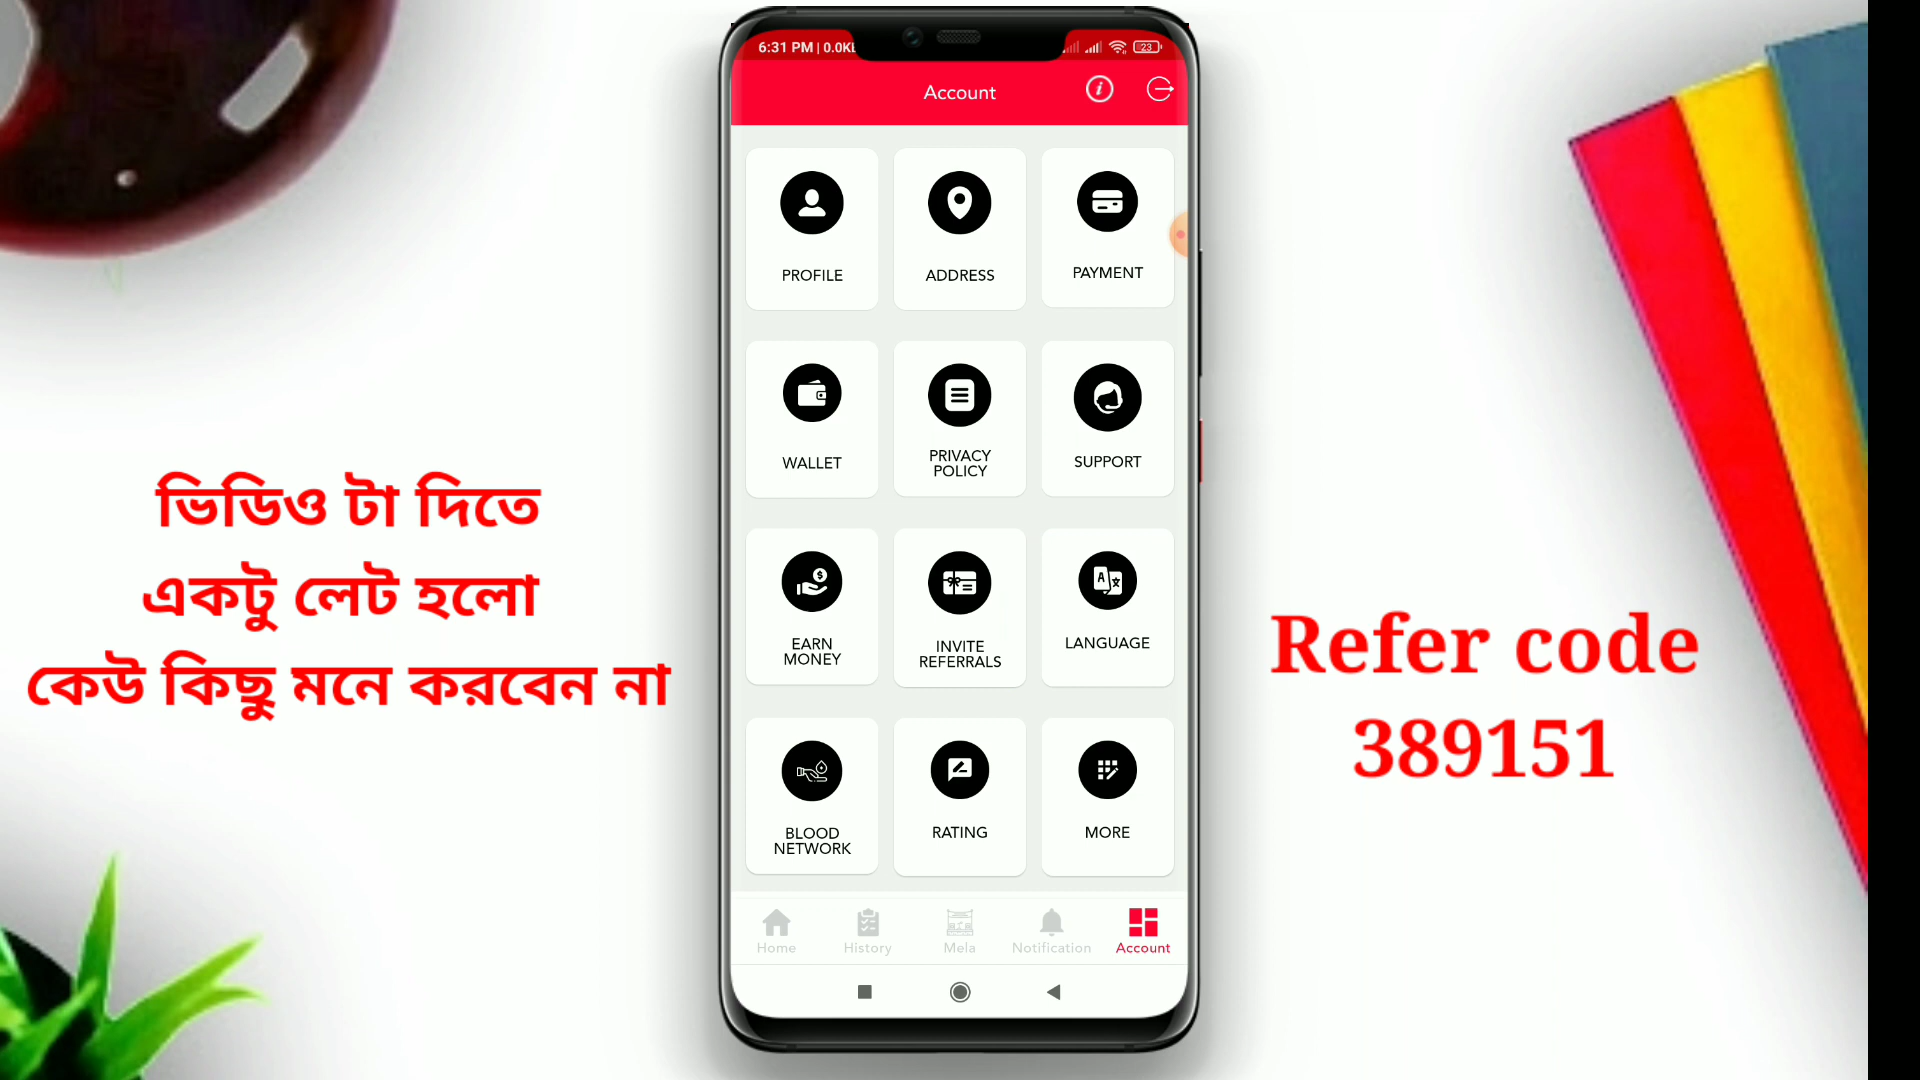 6:31 PM | 0.0K
23
Account
PROFILE
ADDRESS
PAYMENT
WALLET
PRIVACY
POLICY
SUPPORT
EARN
MONEY
INVITE
REFERRALS
LANGUAGE
BLOOD
NETWORK
RATING
MORE
Home
History
Mela
Notification
Account
ভিডিও টা দিতে
একটু লেট হলো
কেউ কিছু মনে করবেন না
Refer code
389151